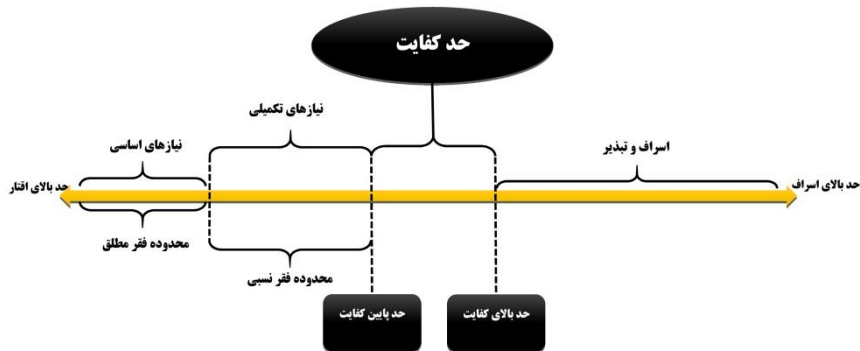 حد کفایت
نیازهای تکمیلی
نیازهای اساسی
اسراف و تبذیر
حد بالای اسراف
حد بالای اقتار
محدوده فقر مطلق
محدوده فقر نسبی
حد بالای کفایت
حد پایین کفایت